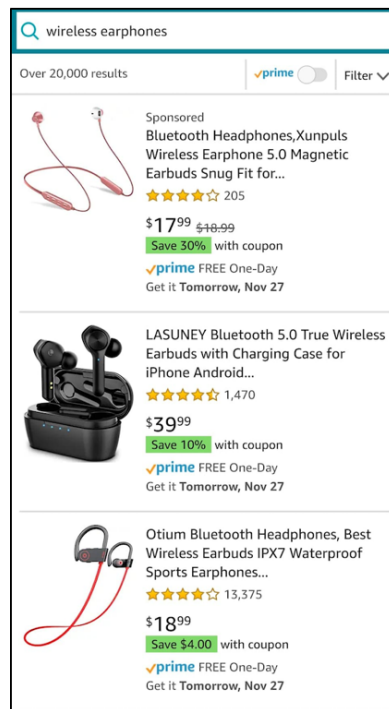 wireless earphones
Over 20,000 results
prime
Filter
Sponsored
Bluetooth Headphones,Xunpuls
Wireless Earphone 5.0 Magnetic
Earbuds Snug Fit for...
205
$17.99 $18.99
Save 30% with coupon
prime FREE One-Day
Get it Tomorrow, Nov 27
LASUNEY Bluetooth 5.0 True Wireless
Earbuds with Charging Case for
iPhone Android...
1,470
$39.99
Save 10% with coupon
prime FREE One-Day
Get it Tomorrow, Nov 27
Otium Bluetooth Headphones, Best
Wireless Earbuds IPX7 Waterproof
Sports Earphones...
13,375
$18.99
Save $4.00 with coupon
prime FREE One-Day
Get it Tomorrow, Nov 27